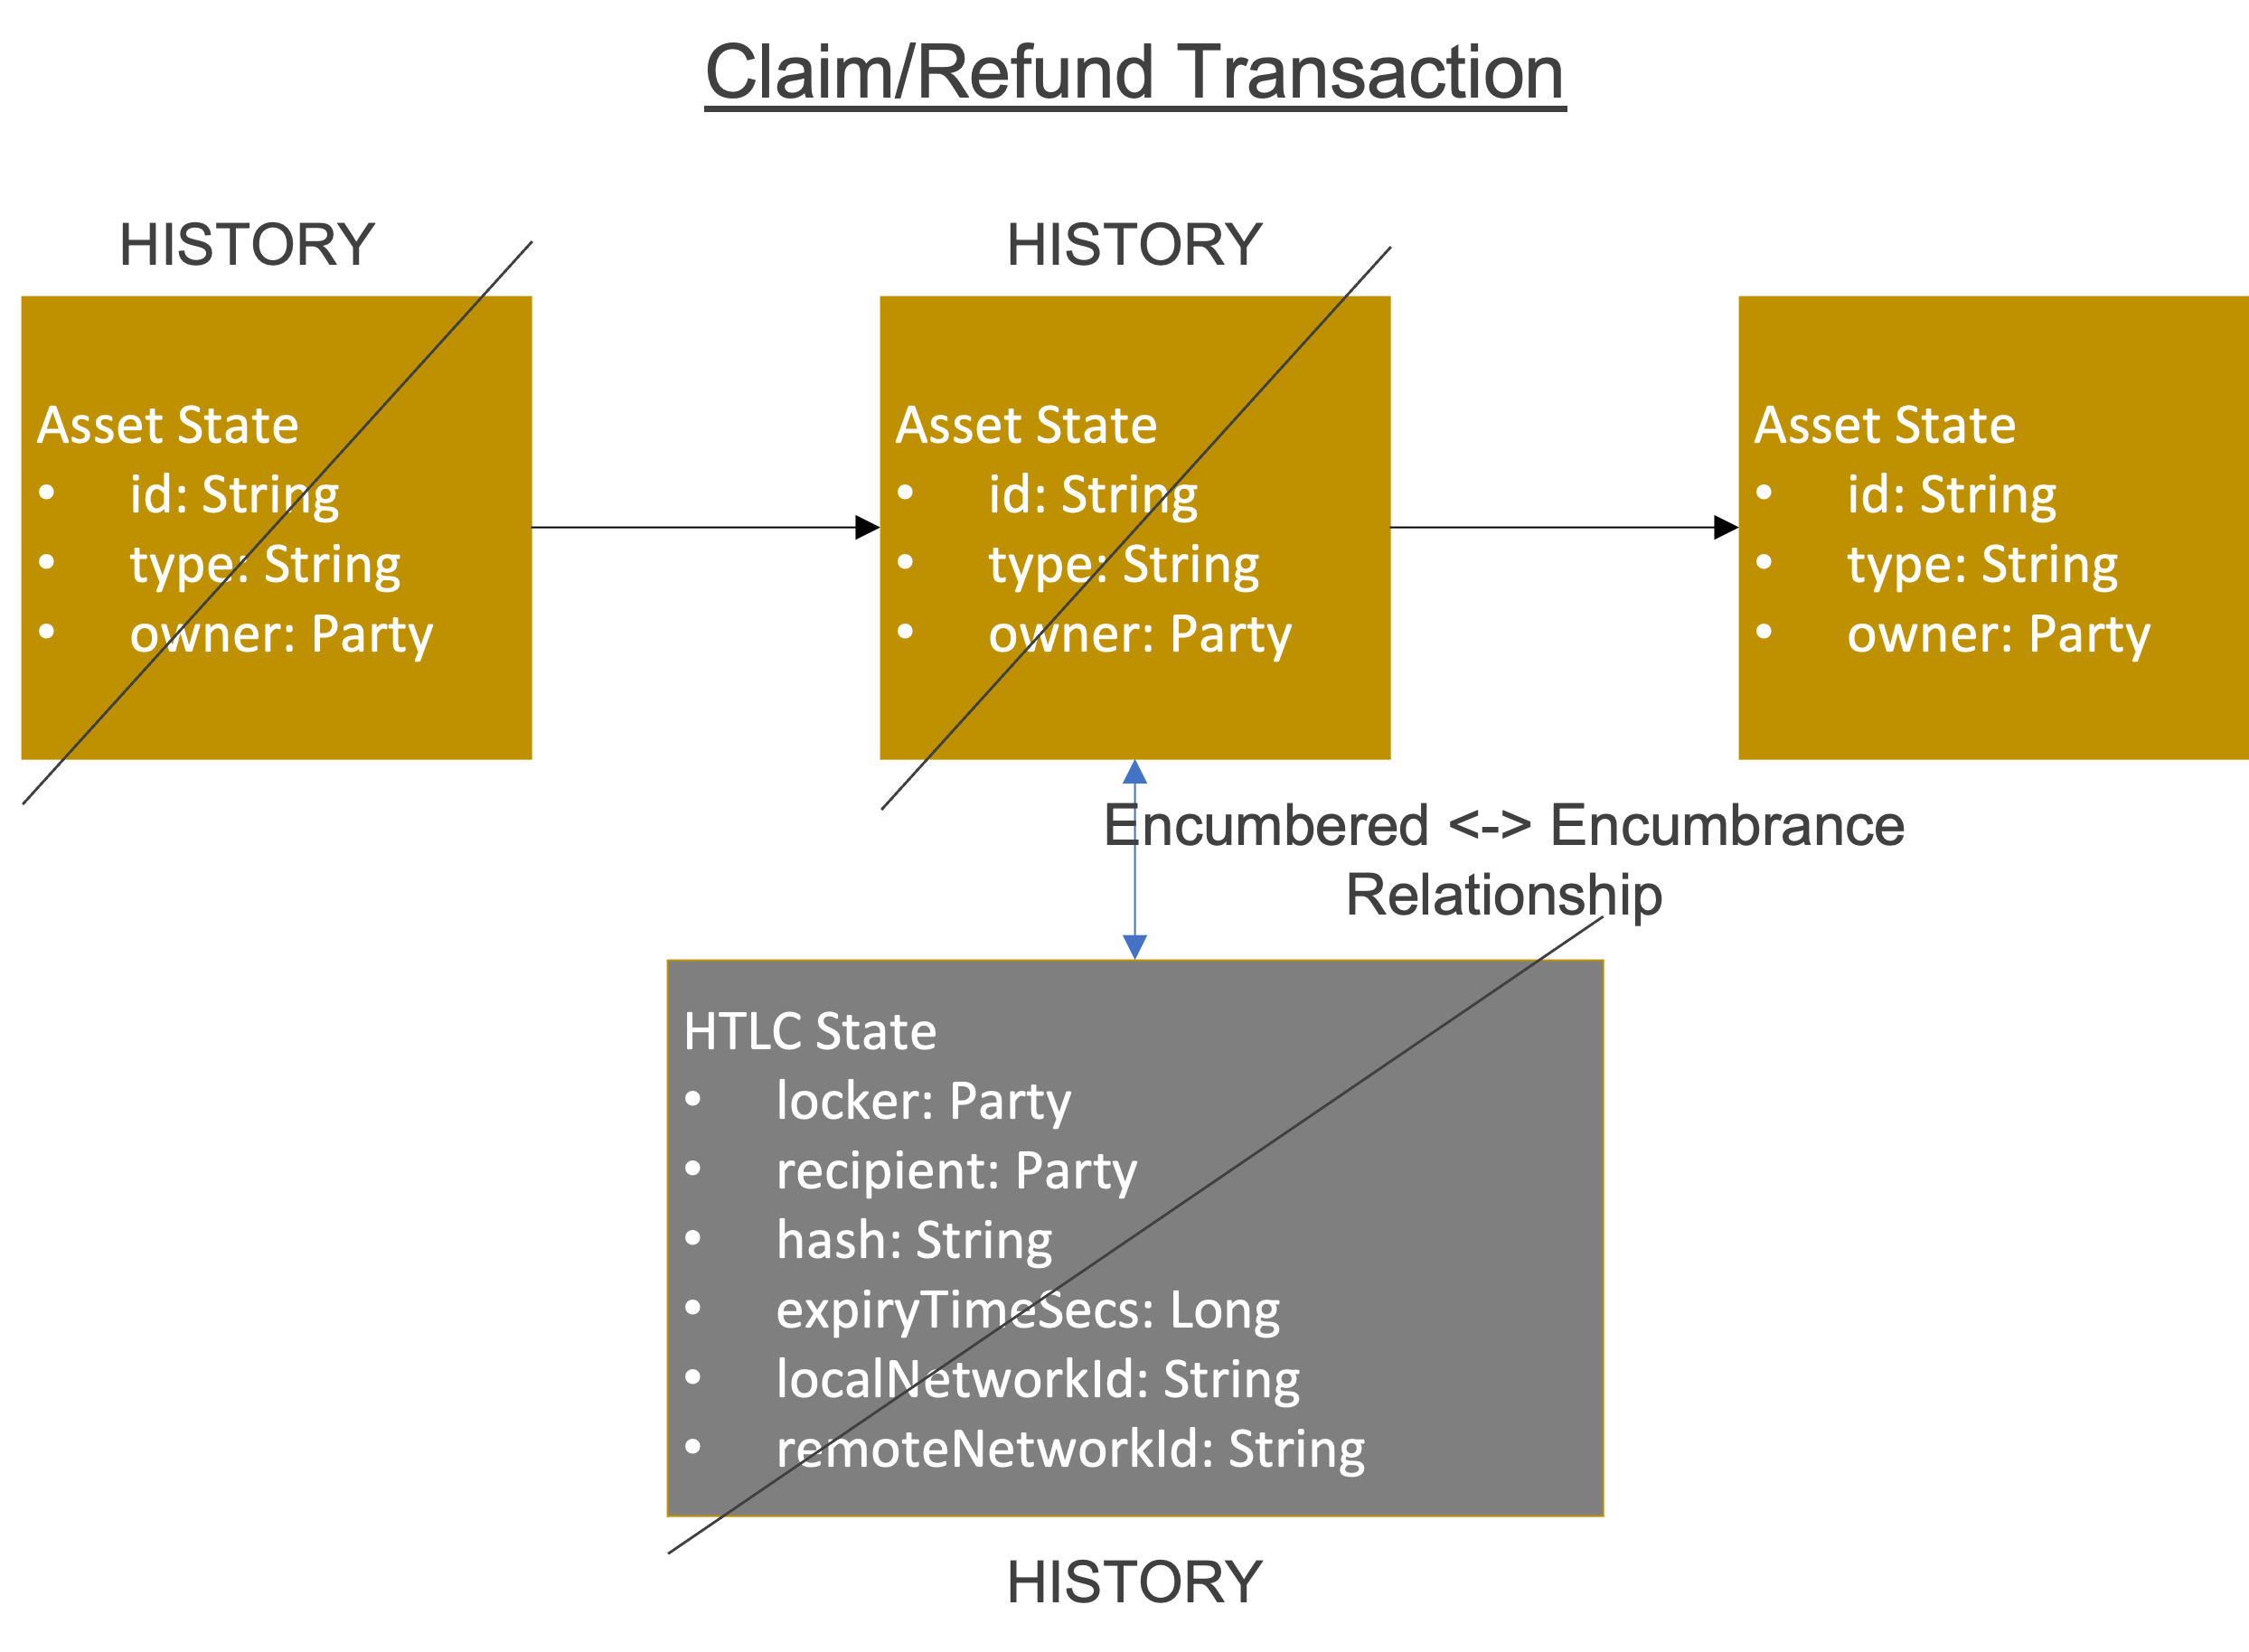 Claim/Refund Transaction
HISTORY
Asset State
• id: String
• type: String
• owner: Party
HISTORY
Asset State
• id: String
• type: String
• owner: Party
Asset State
• id: String
• type: String
• owner: Party
Encumbered <-> Encumbrance
Relationship
HTLC State
• locker: Party
• recipient: Party
• hash: String
• expiryTimeSecs: Long
• localNetworkId: String
• remoteNetworkId: String
HISTORY